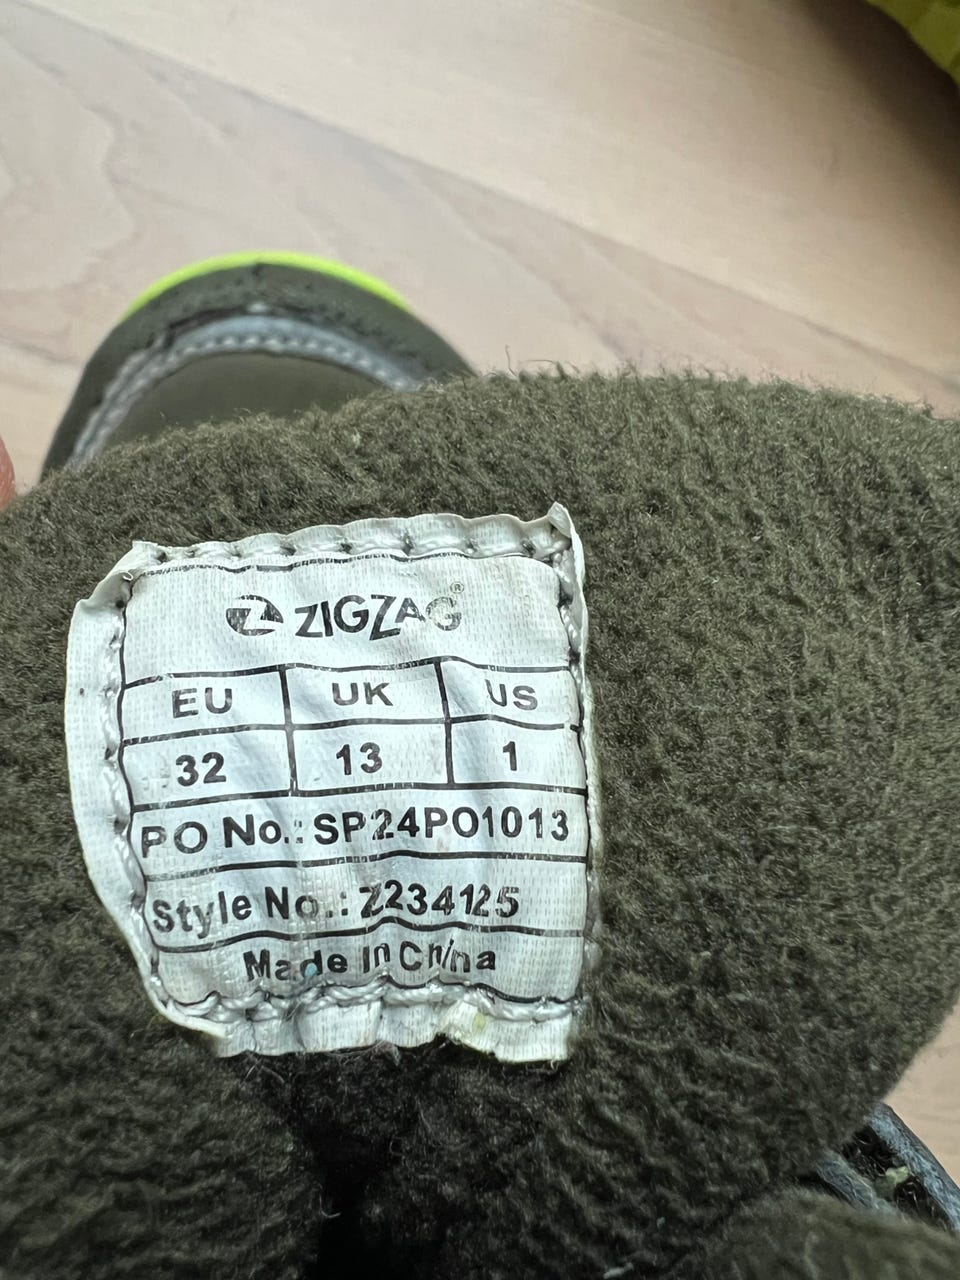 Z ZIGZAG®
EU UK US
32 13 1
PO No.: SP24PO1013
Style No.: Z234125
Made In China